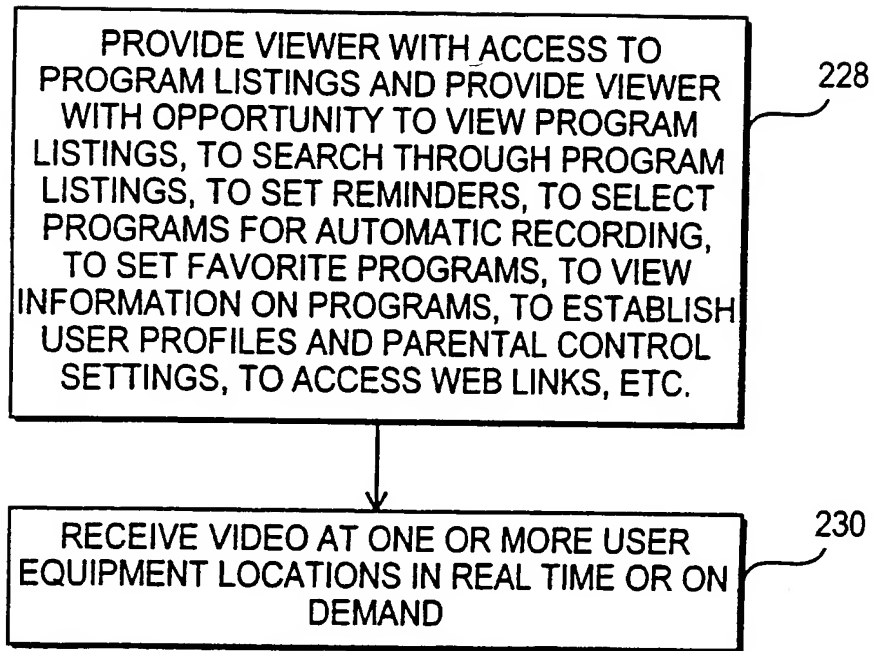 PROVIDE VIEWER WITH ACCESS TO
PROGRAM LISTINGS AND PROVIDE VIEWER
WITH OPPORTUNITY TO VIEW PROGRAM
LISTINGS, TO SEARCH THROUGH PROGRAM
LISTINGS, TO SET REMINDERS, TO SELECT
PROGRAMS FOR AUTOMATIC RECORDING,
TO SET FAVORITE PROGRAMS, TO VIEW
INFORMATION ON PROGRAMS, TO ESTABLISH
USER PROFILES AND PARENTAL CONTROL
SETTINGS, TO ACCESS WEB LINKS, ETC.
228
RECEIVE VIDEO AT ONE OR MORE USER
EQUIPMENT LOCATIONS IN REAL TIME OR ON
DEMAND
230